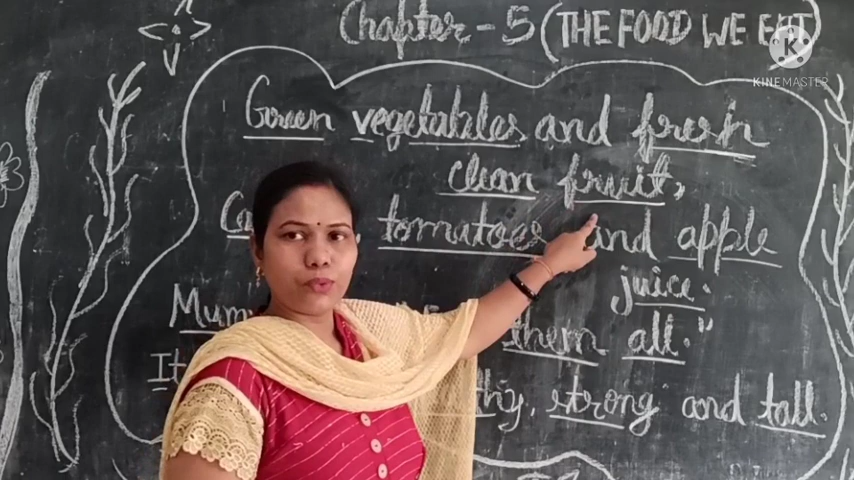 Chapter-5 (THE FOOD WE EAT)
KINEMASTER
Green vegetables and fresh
clean fruit,
tomatoes and apple
juice.
them all."
strong and tall.